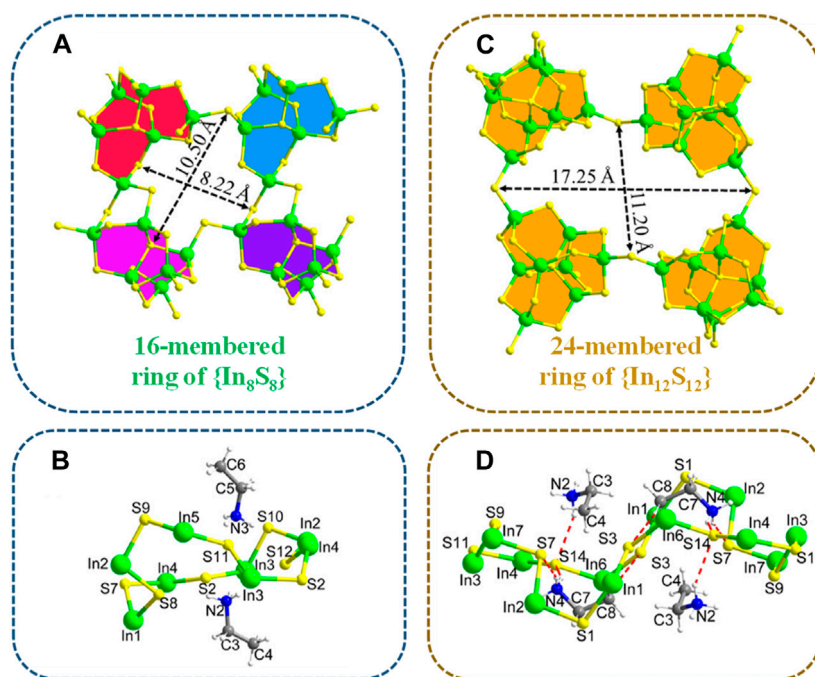 A
10.50 Å
8.22 Å
16-membered
ring of {In₈S₈}
C
17.25 Å
11.20 Å
24-membered
ring of {In₁₂S₁₂}
B
C6
C5
N3
S9
In5
S10
In2
In4
S11
In3
S12
In2
In4
S7
S8
S2
In3
S2
In1
N2
C3
C4
D
N2
C3
C4
C8
C7
N4
S1
In2
S9
In7
S7
In1
In6
In4
In3
S11
S14
S3
S14
S7
In7
S1
In3
In4
In6
S3
S9
In2
N4
C7
C8
In1
C4
C3
N2
S1